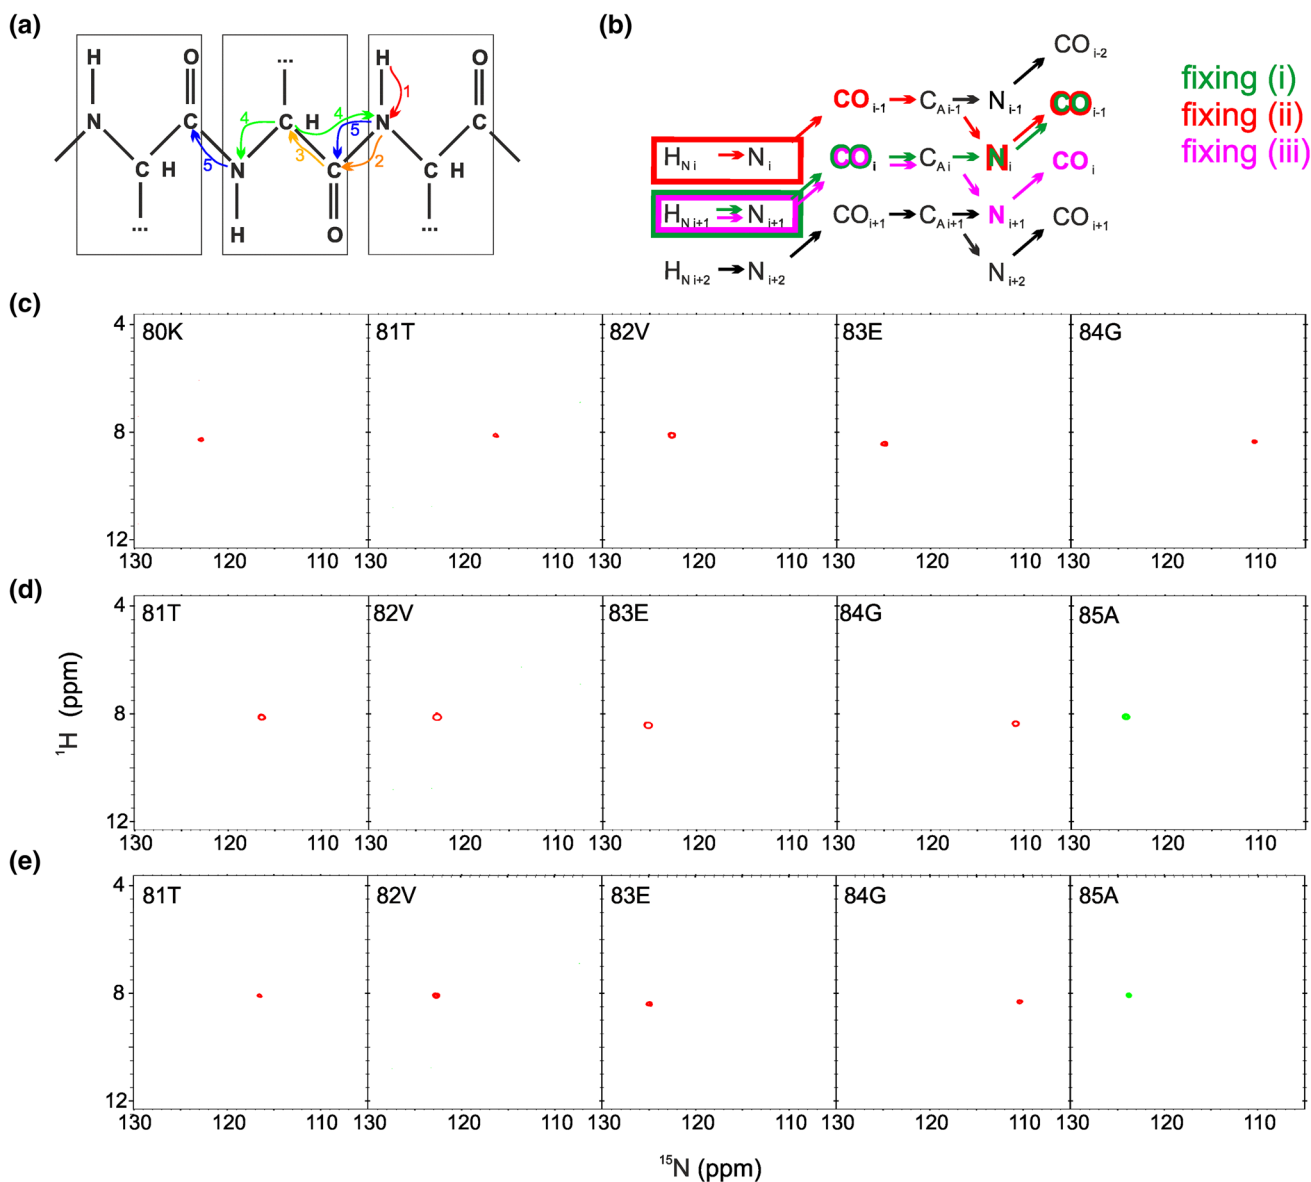 (a)
H
O
...
H
O
N
C
C
H
N
C
C
H
N
C
C
H
...
H
O
...
1
2
3
4
4
5
5
(b)
CO i-2
CO i-1
C A i-1
N i-1
CO i-1
H N i
N i
CO i
C A i
N i
CO i
H N i+1
N i+1
CO i+1
C A i+1
N i+1
CO i+1
H N i+2
N i+2
N i+2
fixing (i)
fixing (ii)
fixing (iii)
(c)
80K
81T
82V
83E
84G
4
8
12
130 120 110 130 120 110 130 120 110 130 120 110 130 120 110
(d)
81T
82V
83E
84G
85A
4
8
12
130 120 110 130 120 110 130 120 110 130 120 110 130 120 110
(e)
81T
82V
83E
84G
85A
4
8
12
130 120 110 130 120 110 130 120 110 130 120 110 130 120 110
¹H (ppm)
¹⁵N (ppm)